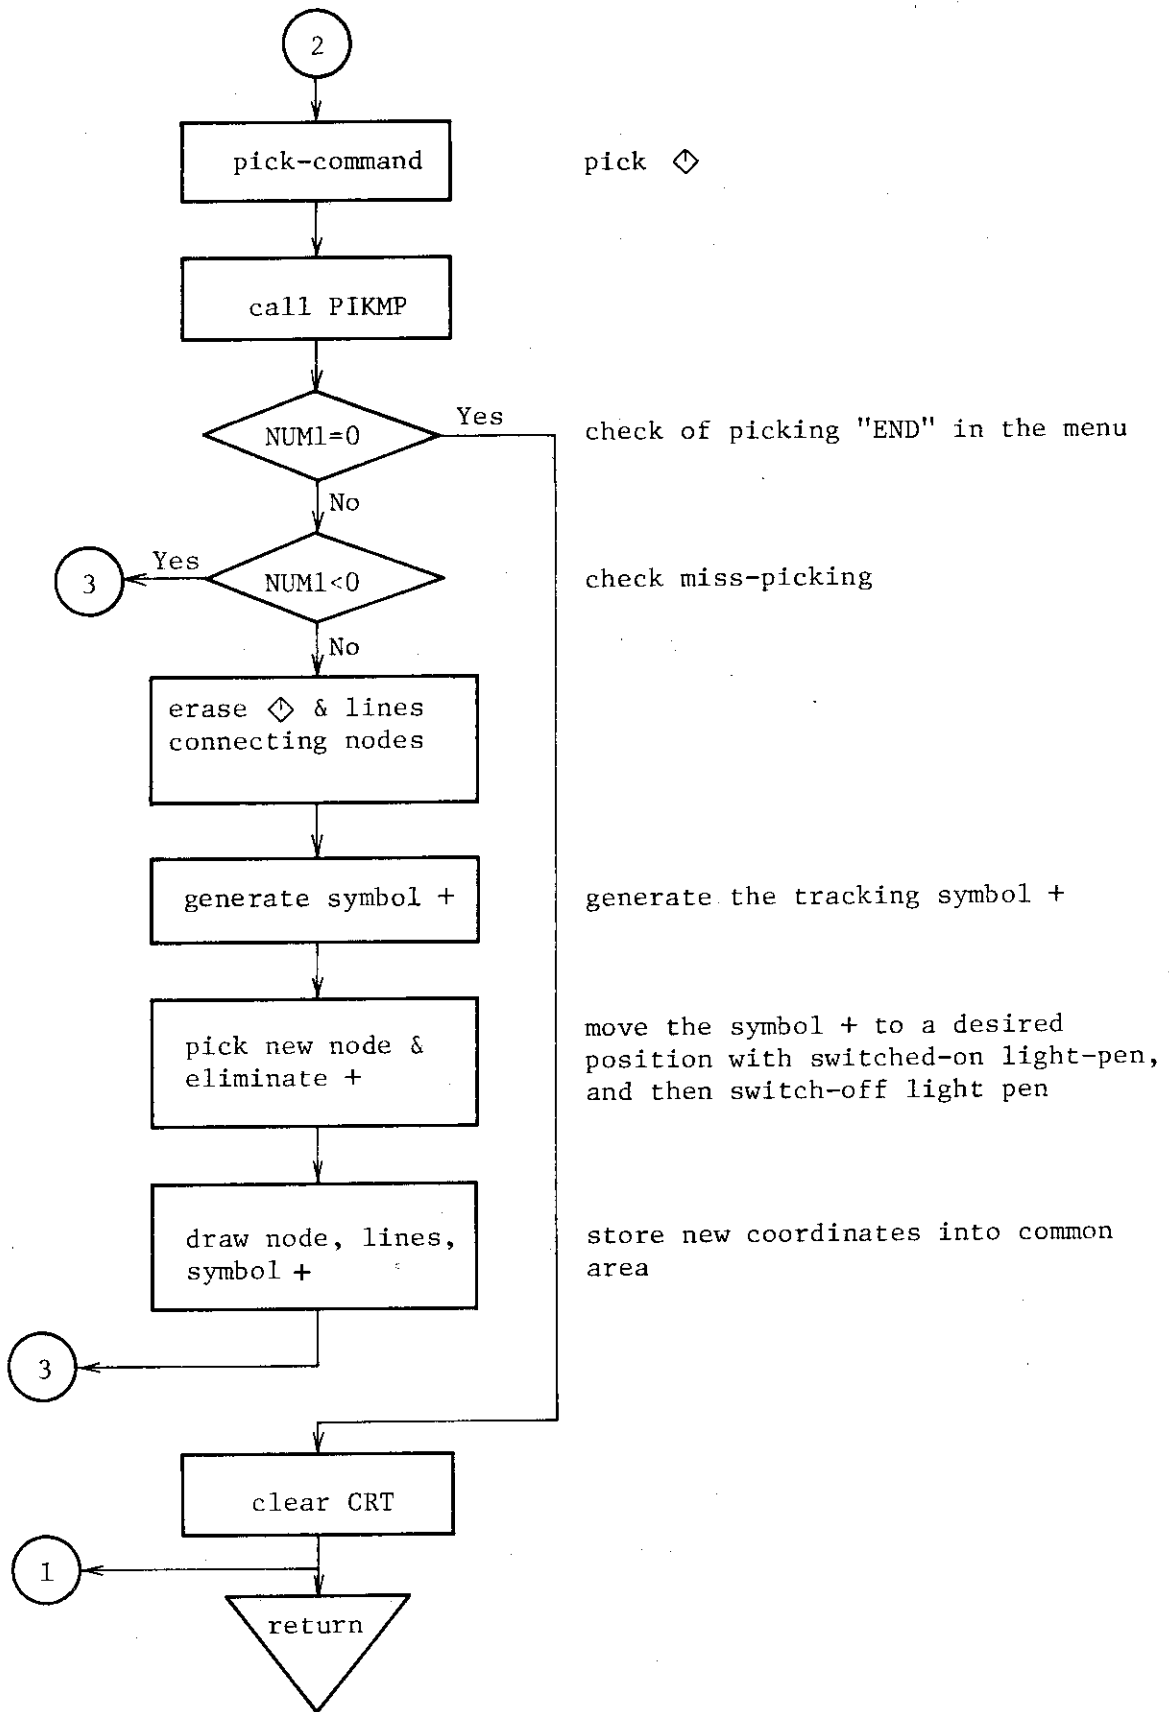 2
pick-command
pick
call PIKMP
NUM1=0
Yes
check of picking "END" in the menu
No
3
Yes
NUM1<0
check miss-picking
No
erase & lines
connecting nodes
generate symbol +
generate the tracking symbol +
pick new node &
eliminate +
move the symbol + to a desired
position with switched-on light-pen,
and then switch-off light pen
draw node, lines,
symbol +
store new coordinates into common
area
3
clear CRT
1
return